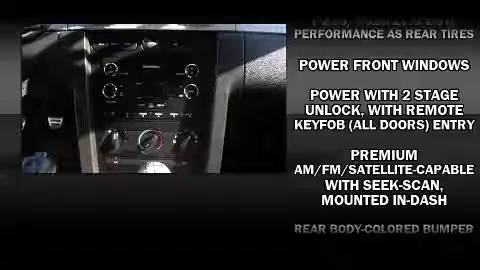 PERFORMANCE AS REAR TIRES
POWER FRONT WINDOWS
POWER WITH 2 STAGE
UNLOCK, WITH REMOTE
KEYFOB (ALL DOORS) ENTRY
PREMIUM
AM/FM/SATELLITE-CAPABLE
WITH SEEK-SCAN,
MOUNTED IN-DASH
REAR BODY-COLORED BUMPER